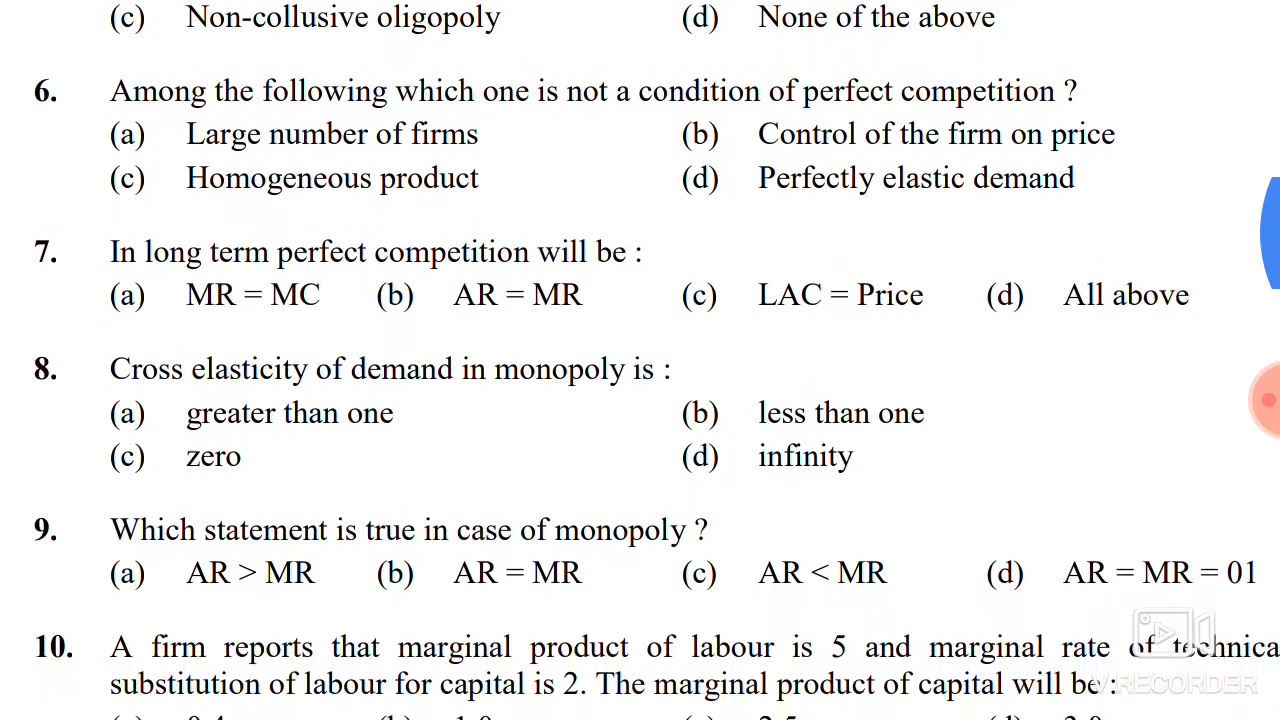 (c) Non-collusive oligopoly (d) None of the above
6. Among the following which one is not a condition of perfect competition ?
(a) Large number of firms (b) Control of the firm on price
(c) Homogeneous product (d) Perfectly elastic demand
7. In long term perfect competition will be :
(a) MR = MC (b) AR = MR (c) LAC = Price (d) All above
8. Cross elasticity of demand in monopoly is :
(a) greater than one (b) less than one
(c) zero (d) infinity
9. Which statement is true in case of monopoly ?
(a) AR > MR (b) AR = MR (c) AR < MR (d) AR = MR = 01
10. A firm reports that marginal product of labour is 5 and marginal rate of technica
substitution of labour for capital is 2. The marginal product of capital will be :
V RECORDER